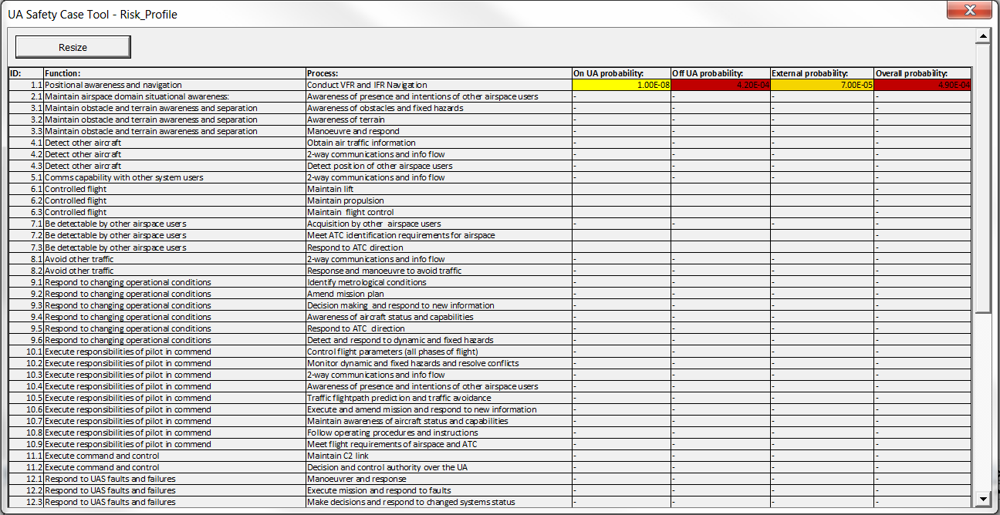 UA Safety Case Tool - Risk_Profile
Resize
ID: Function: Process: On UA probability: Off UA probability: External probability: Overall probability:
1.1 Positional awareness and navigation Conduct VFR and IFR Navigation 1.00E-08 4.20E-04 7.00E-05 4.90E-04
2.1 Maintain airspace domain situational awareness: Awareness of presence and intentions of other airspace users - - - -
3.1 Maintain obstacle and terrain awareness and separation Awareness of obstacles and fixed hazards - - - -
3.2 Maintain obstacle and terrain awareness and separation Awareness of terrain - - - -
3.3 Maintain obstacle and terrain awareness and separation Manoeuvre and respond - - - -
4.1 Detect other aircraft Obtain air traffic information - - - -
4.2 Detect other aircraft 2-way communications and info flow - - - -
4.3 Detect other aircraft Detect position of other airspace users - - - -
5.1 Comms capability with other system users 2-way communications and info flow - - - -
6.1 Controlled flight Maintain lift -
6.2 Controlled flight Maintain propulsion -
6.3 Controlled flight Maintain flight control -
7.1 Be detectable by other airspace users Acquisition by other airspace users - - - -
7.2 Be detectable by other airspace users Meet ATC identification requirements for airspace -
7.3 Be detectable by other airspace users Respond to ATC direction -
8.1 Avoid other traffic 2-way communications and info flow - - - -
8.2 Avoid other traffic Response and manoeuvre to avoid traffic - - - -
9.1 Respond to changing operational conditions Identify metrological conditions - - - -
9.2 Respond to changing operational conditions Amend mission plan - - - -
9.3 Respond to changing operational conditions Decision making and respond to new information - - - -
9.4 Respond to changing operational conditions Awareness of aircraft status and capabilities - - - -
9.5 Respond to changing operational conditions Respond to ATC direction - - - -
9.6 Respond to changing operational conditions Detect and respond to dynamic and fixed hazards - - - -
10.1 Execute responsibilities of pilot in commend Control flight parameters (all phases of flight) - - - -
10.2 Execute responsibilities of pilot in commend Monitor dynamic and fixed hazards and resolve conflicts - - - -
10.3 Execute responsibilities of pilot in commend 2-way communications and info flow - - - -
10.4 Execute responsibilities of pilot in commend Awareness of presence and intentions of other airspace users - - - -
10.5 Execute responsibilities of pilot in commend Traffic flightpath prediction and traffic avoidance - - - -
10.6 Execute responsibilities of pilot in commend Execute and amend mission and respond to new information - - - -
10.7 Execute responsibilities of pilot in commend Maintain awareness of aircraft status and capabilities - - - -
10.8 Execute responsibilities of pilot in commend Follow operating procedures and instructions - - - -
10.9 Execute responsibilities of pilot in commend Meet flight requirements of airspace and ATC - - - -
11.1 Execute command and control Maintain C2 link - - - -
11.2 Execute command and control Decision and control authority over the UA - - - -
12.1 Respond to UAS faults and failures Manoeuvrer and response - - - -
12.2 Respond to UAS faults and failures Execute mission and respond to faults - - - -
12.3 Respond to UAS faults and failures Make decisions and respond to changed systems status - - - -